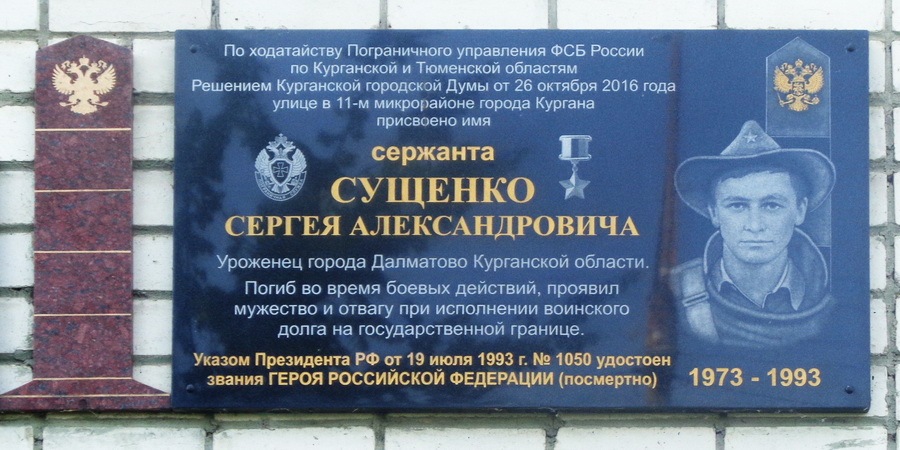 По ходатайству Пограничного управления ФСБ России
по Курганской и Тюменской областям
Решением Курганской городской Думы от 26 октября 2016 года
улице в 11-м микрорайоне города Кургана
присвоено имя
сержанта
СУЩЕНКО
СЕРГЕЯ АЛЕКСАНДРОВИЧА
Уроженец города Далматово Курганской области.
Погиб во время боевых действий, проявил
мужество и отвагу при исполнении воинского
долга на государственной границе.
Указом Президента РФ от 19 июля 1993 г. № 1050 удостоен
звания ГЕРОЯ РОССИЙСКОЙ ФЕДЕРАЦИИ (посмертно)
1973 - 1993